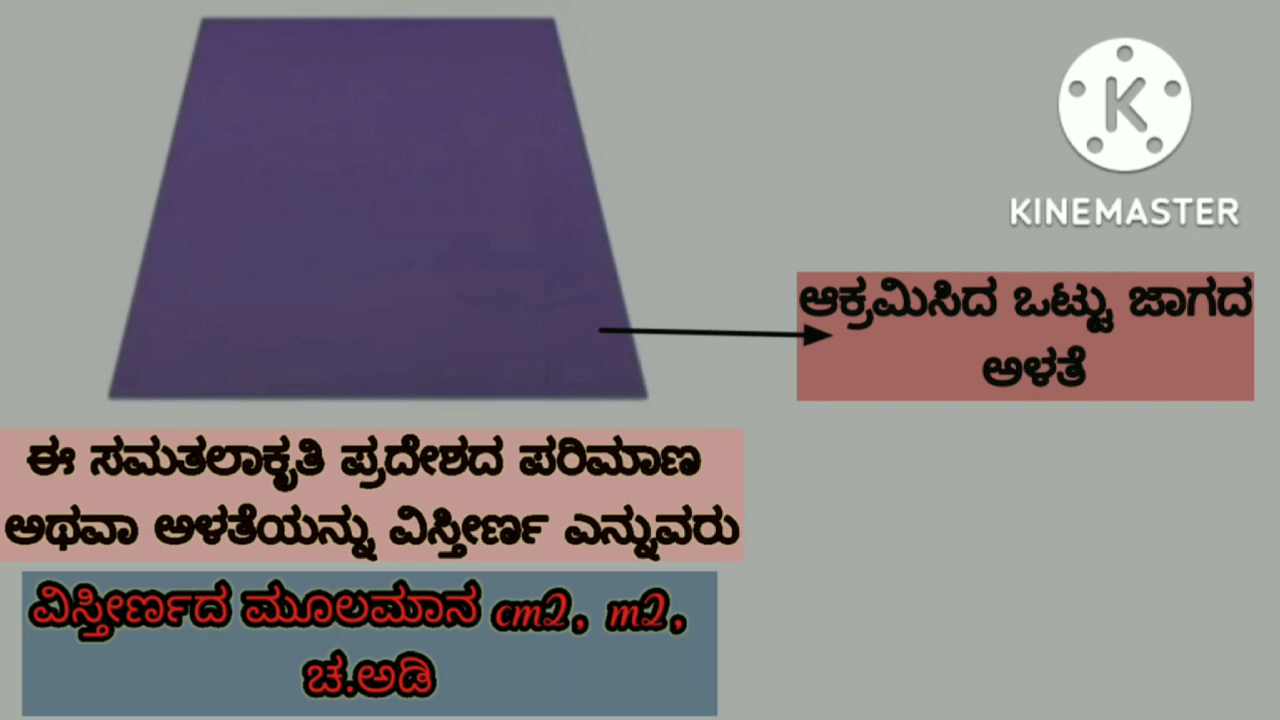 KINEMASTER
ಆಕ್ರಮಿಸಿದ ಒಟ್ಟು ಜಾಗದ
ಅಳತೆ
ಈ ಸಮತಲಾಕೃತಿ ಪ್ರದೇಶದ ಪರಿಮಾಣ
ಅಥವಾ ಅಳತೆಯನ್ನು ವಿಸ್ತೀರ್ಣ ಎನ್ನುವರು
ವಿಸ್ತೀರ್ಣದ ಮೂಲಮಾನ cm2, m2,
ಚ.ಅಡಿ